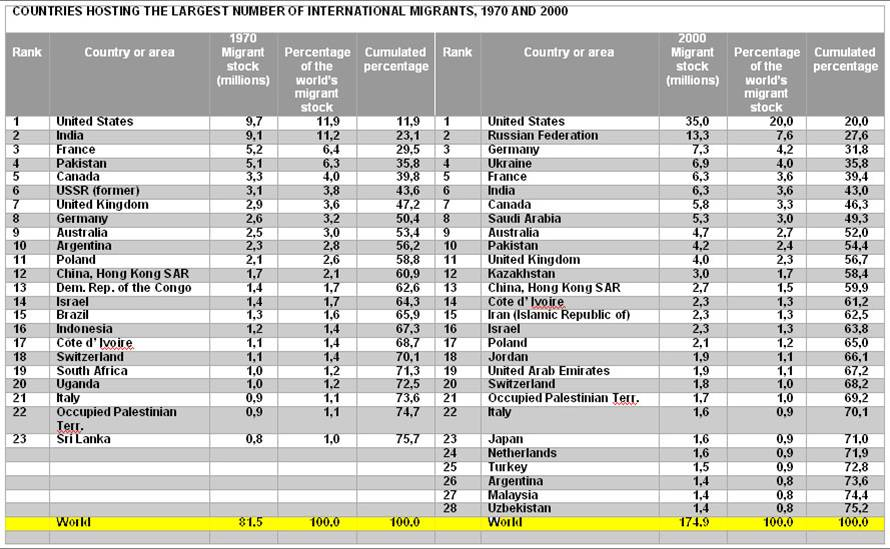 COUNTRIES HOSTING THE LARGEST NUMBER OF INTERNATIONAL MIGRANTS, 1970 AND 2000
Rank Country or area 1970 Migrant stock (millions) Percentage of the world's migrant stock Cumulated percentage Rank Country or area 2000 Migrant stock (millions) Percentage of the world's migrant stock Cumulated percentage
1 United States 9,7 11,9 11,9 1 United States 35,0 20,0 20,0
2 India 9,1 11,2 23,1 2 Russian Federation 13,3 7,6 27,6
3 France 5,2 6,4 29,5 3 Germany 7,3 4,2 31,8
4 Pakistan 5,1 6,3 35,8 4 Ukraine 6,9 4,0 35,8
5 Canada 3,3 4,0 39,8 5 France 6,3 3,6 39,4
6 USSR (former) 3,1 3,8 43,6 6 India 6,3 3,6 43,0
7 United Kingdom 2,9 3,6 47,2 7 Canada 5,8 3,3 46,3
8 Germany 2,6 3,2 50,4 8 Saudi Arabia 5,3 3,0 49,3
9 Australia 2,5 3,0 53,4 9 Australia 4,7 2,7 52,0
10 Argentina 2,3 2,8 56,2 10 Pakistan 4,2 2,4 54,4
11 Poland 2,1 2,6 58,8 11 United Kingdom 4,0 2,3 56,7
12 China, Hong Kong SAR 1,7 2,1 60,9 12 Kazakhstan 3,0 1,7 58,4
13 Dem. Rep. of the Congo 1,4 1,7 62,6 13 China, Hong Kong SAR 2,7 1,5 59,9
14 Israel 1,4 1,7 64,3 14 Côte d' Ivoire 2,3 1,3 61,2
15 Brazil 1,3 1,6 65,9 15 Iran (Islamic Republic of) 2,3 1,3 62,5
16 Indonesia 1,2 1,4 67,3 16 Israel 2,3 1,3 63,8
17 Côte d' Ivoire 1,1 1,4 68,7 17 Poland 2,1 1,2 65,0
18 Switzerland 1,1 1,4 70,1 18 Jordan 1,9 1,1 66,1
19 South Africa 1,0 1,2 71,3 19 United Arab Emirates 1,9 1,1 67,2
20 Uganda 1,0 1,2 72,5 20 Switzerland 1,8 1,0 68,2
21 Italy 0,9 1,1 73,6 21 Occupied Palestinian Terr. 1,7 1,0 69,2
22 Occupied Palestinian Terr. 0,9 1,1 74,7 22 Italy 1,6 0,9 70,1
23 Sri Lanka 0,8 1,0 75,7 23 Japan 1,6 0,9 71,0
24 Netherlands 1,6 0,9 71,9
25 Turkey 1,5 0,9 72,8
26 Argentina 1,4 0,8 73,6
27 Malaysia 1,4 0,8 74,4
28 Uzbekistan 1,4 0,8 75,2
World 81.5 100.0 100.0 World 174.9 100.0 100.0